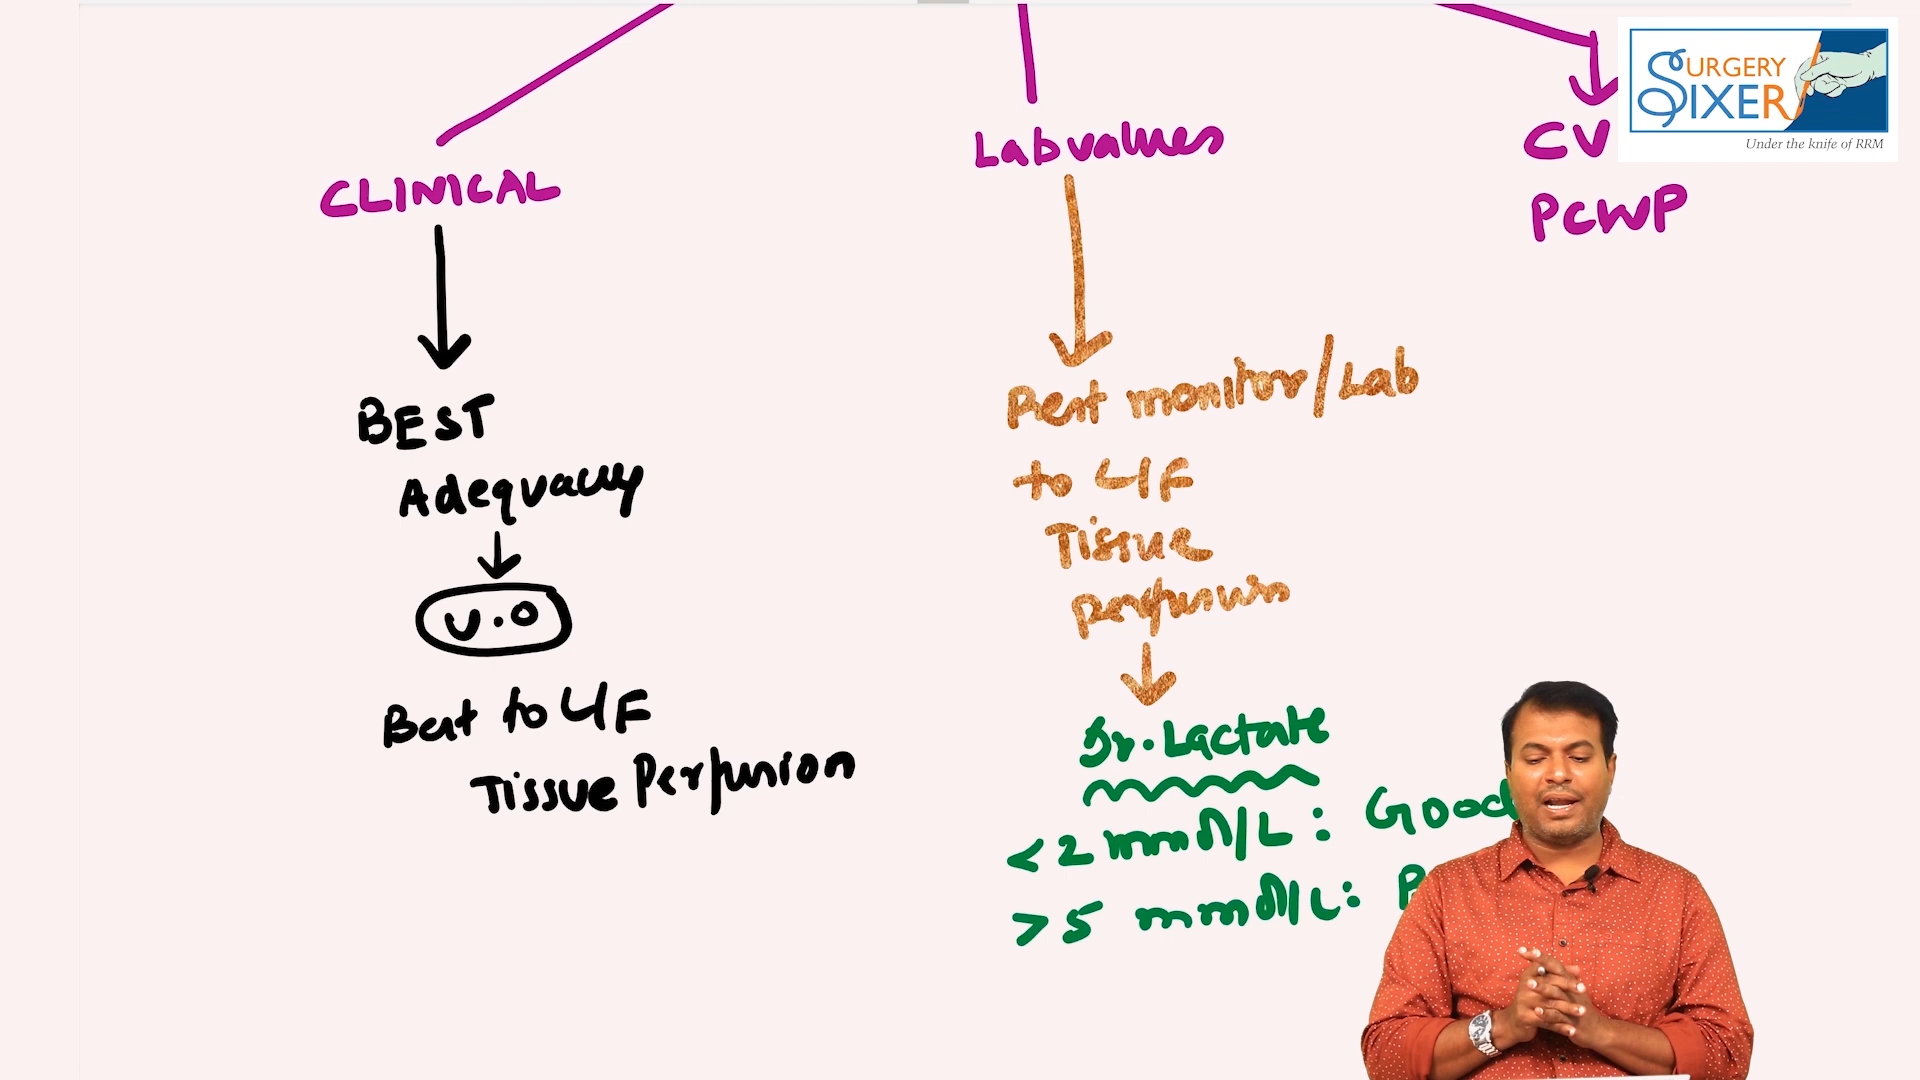 SURGERY
SIXER
Under the knife of RRM
CLINICAL
BEST
Adequacy
U.O
Best to L/F
Tissue Perfusion
Lab values
Best monitor/Lab
to L/F
Tissue
perfusion
Sr. Lactate
<2 mmol/L: Good
>5 mmol/L:
CV
PCWP